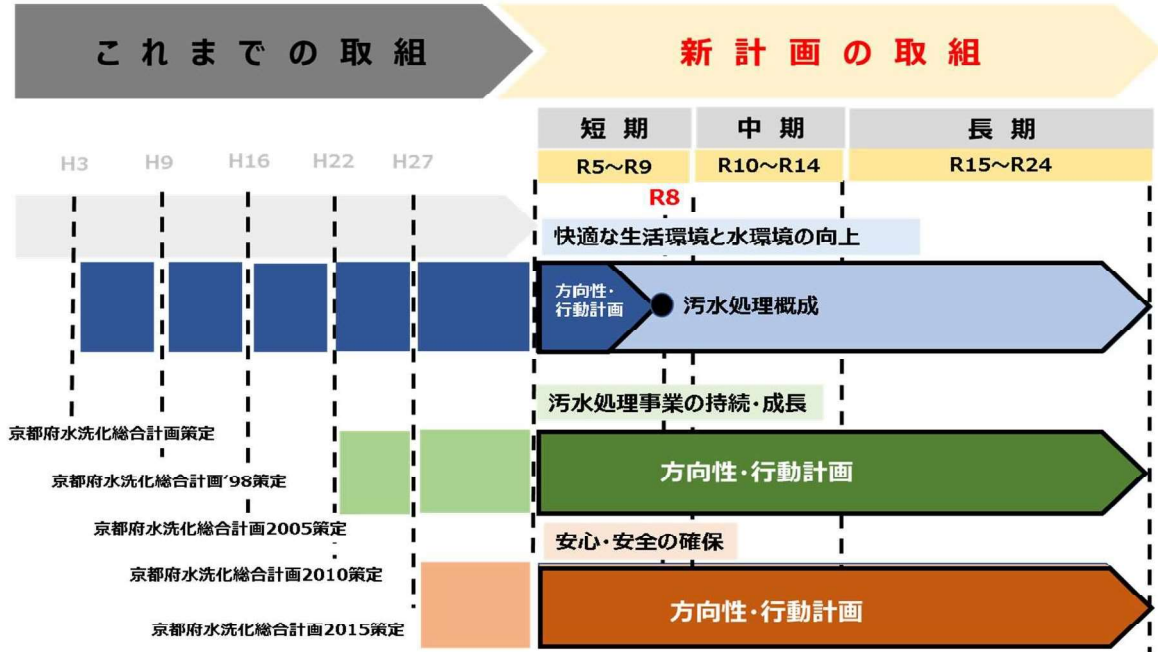 これまでの取組
新計画の取組
短期
中期
長期
R5～R9
R10～R14
R15～R24
H3
H9
H16
H22
H27
R8
快適な生活環境と水環境の向上
方向性・
行動計画
汚水処理概成
汚水処理事業の持続・成長
方向性・行動計画
安心・安全の確保
方向性・行動計画
京都府水洗化総合計画策定
京都府水洗化総合計画'98策定
京都府水洗化総合計画2005策定
京都府水洗化総合計画2010策定
京都府水洗化総合計画2015策定